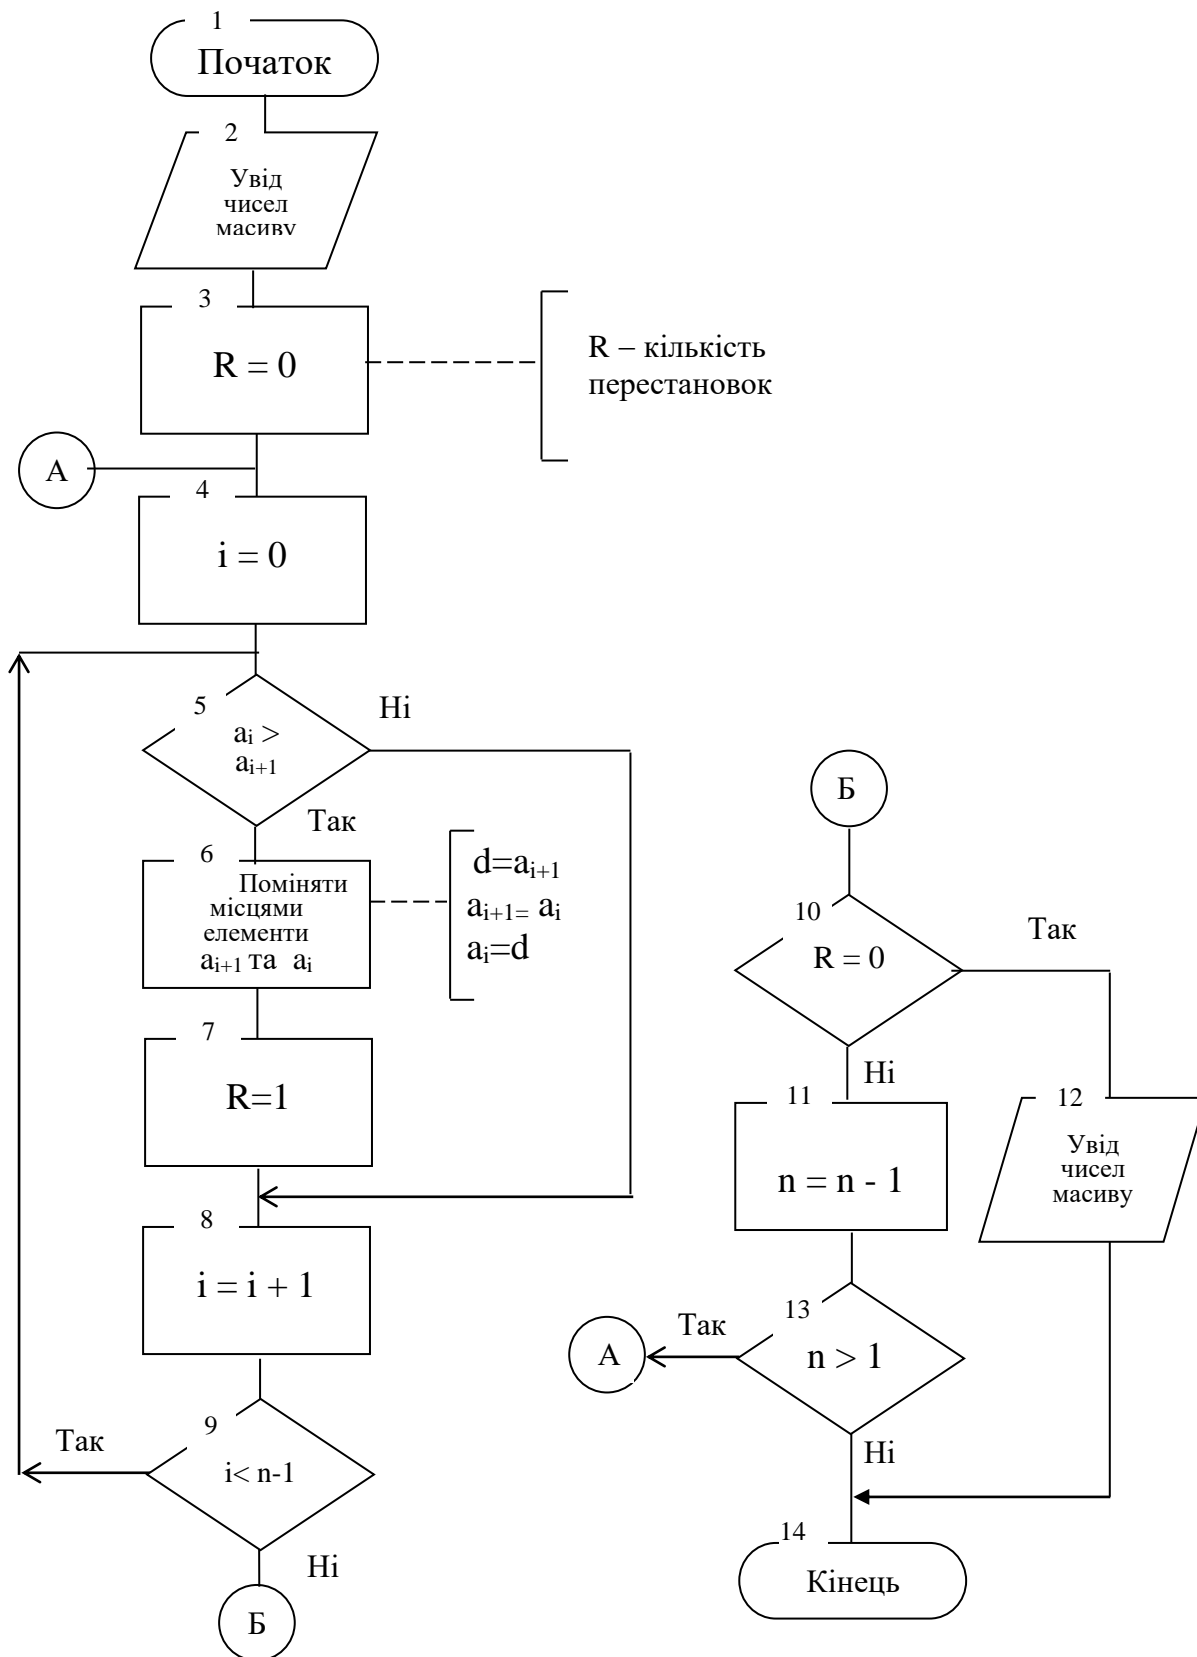 1
Початок
2
Увід
чисел
масиву
3
R = 0
R – кількість
перестановок
А
4
i = 0
5
Ні
aᵢ >
aᵢ₊₁
Так
6
Поміняти
місцями
елементи
aᵢ₊₁ та aᵢ
d=aᵢ₊₁
aᵢ₊₁₌ aᵢ
aᵢ=d
7
R=1
8
i = i + 1
9
Так
i< n-1
Ні
Б
Б
10
Так
R = 0
Ні
11
n = n - 1
12
Увід
чисел
масиву
13
Так
А
n > 1
Ні
14
Кінець